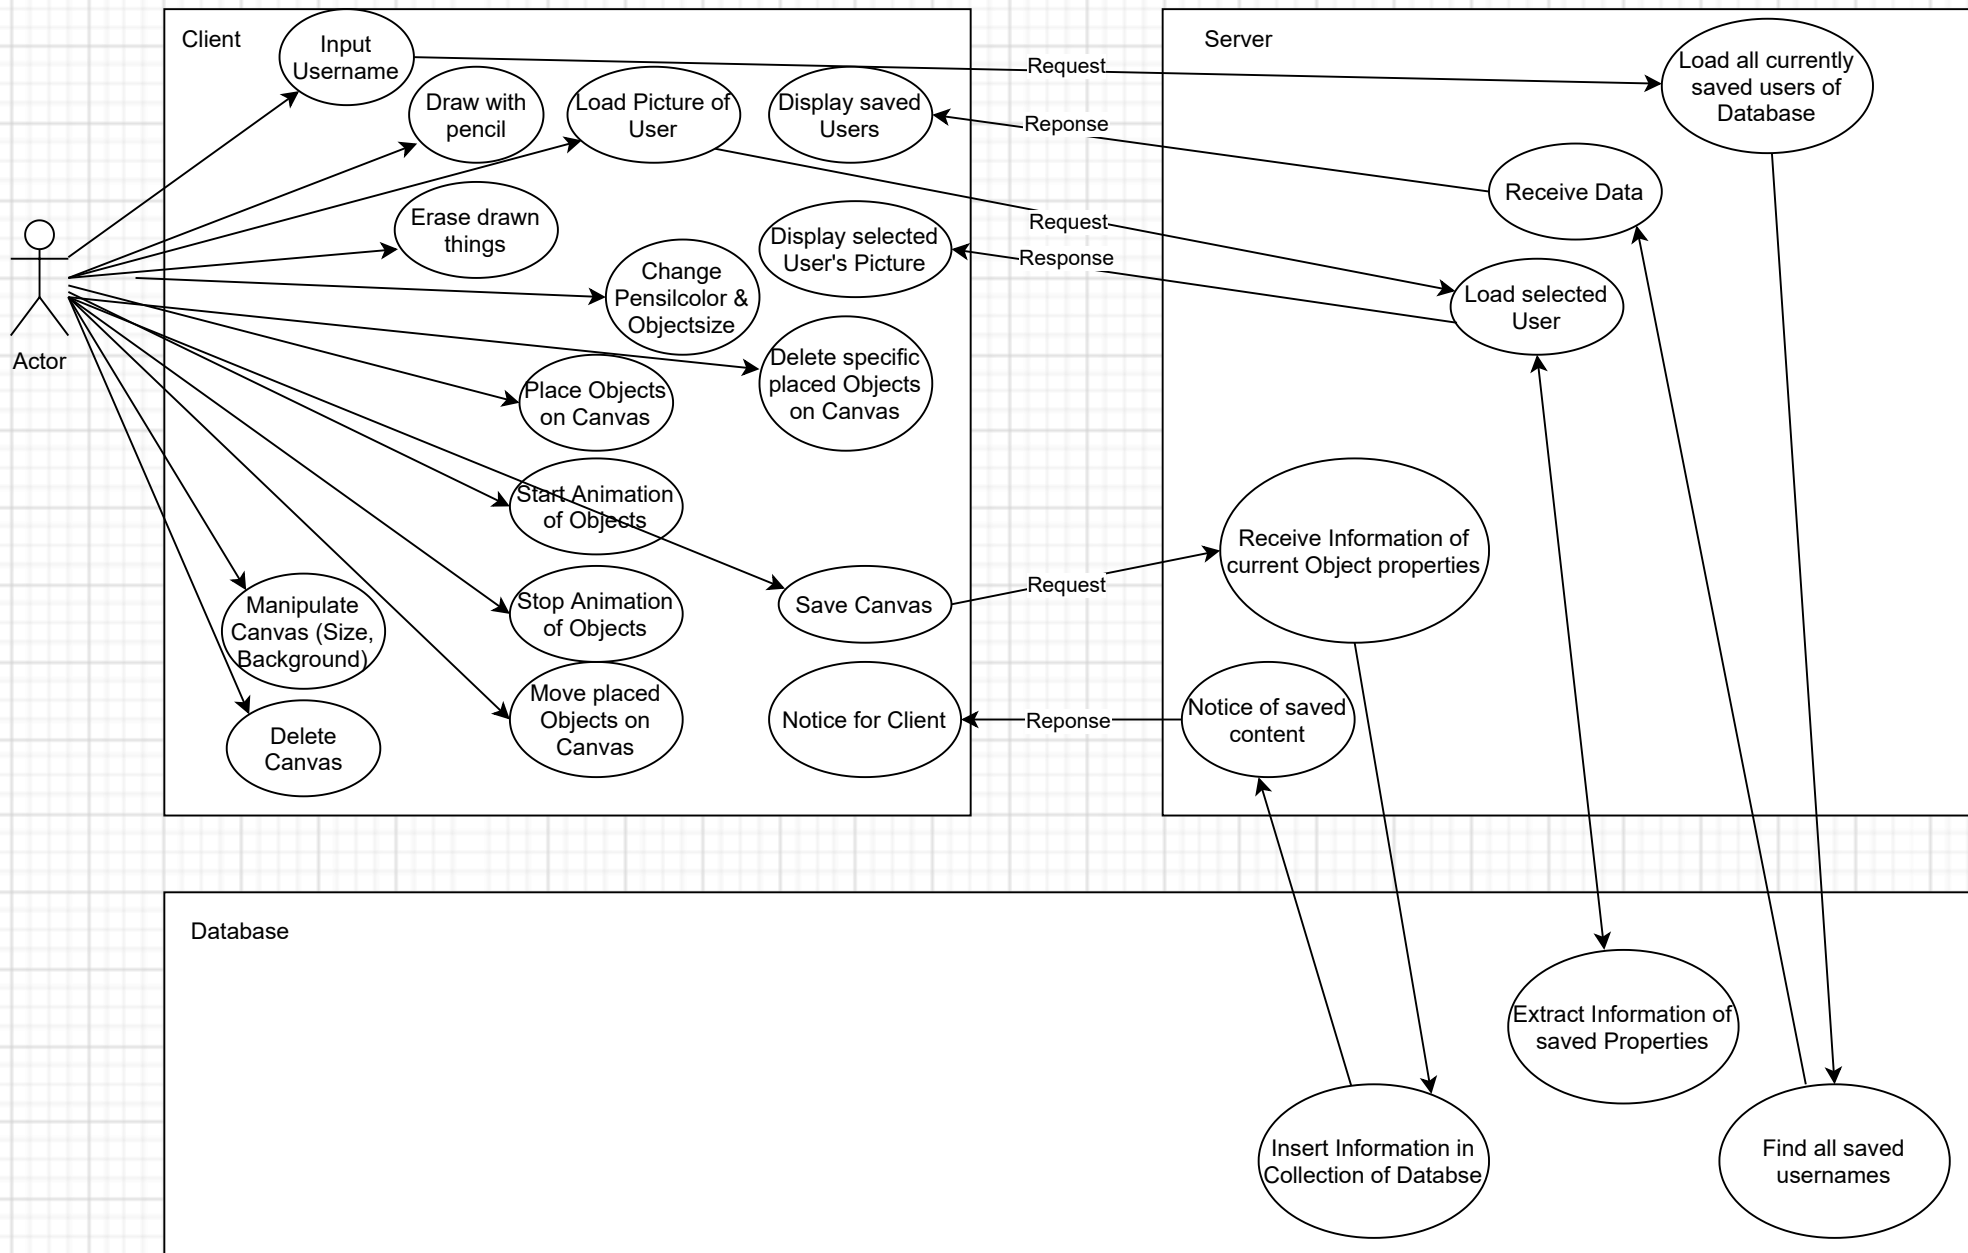 Client
Input
Username
Draw with
pencil
Load Picture of
User
Display saved
Users
Erase drawn
things
Change
Pensilcolor &
Objectsize
Display selected
User's Picture
Actor
Place Objects
on Canvas
Delete specific
placed Objects
on Canvas
Start Animation
of Objects
Manipulate
Canvas (Size,
Background)
Stop Animation
of Objects
Save Canvas
Delete
Canvas
Move placed
Objects on
Canvas
Notice for Client
Request
Reponse
Request
Response
Request
Reponse
Server
Load all currently
saved users of
Database
Receive Data
Load selected
User
Receive Information of
current Object properties
Notice of saved
content
Database
Extract Information of
saved Properties
Insert Information in
Collection of Databse
Find all saved
usernames